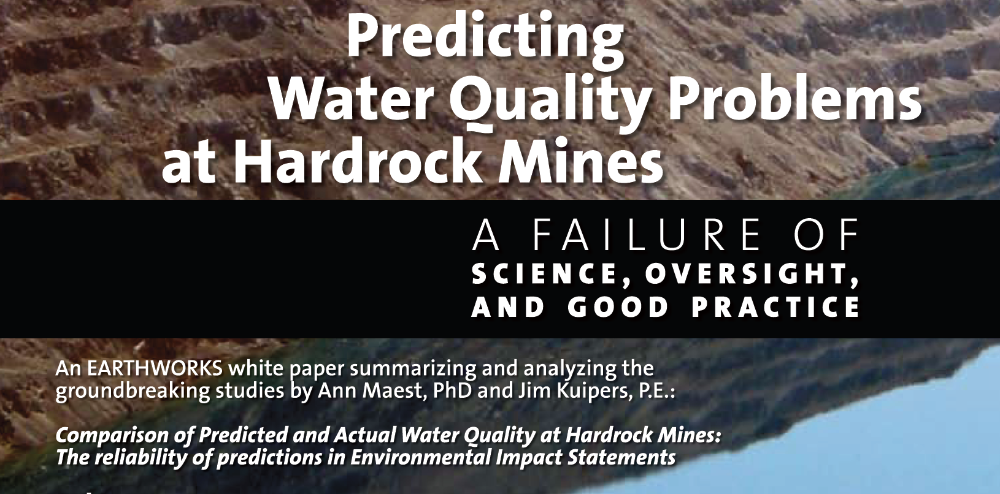 Predicting
Water Quality Problems
at Hardrock Mines
A FAILURE OF
SCIENCE, OVERSIGHT,
AND GOOD PRACTICE
An EARTHWORKS white paper summarizing and analyzing the
groundbreaking studies by Ann Maest, PhD and Jim Kuipers, P.E.:
Comparison of Predicted and Actual Water Quality at Hardrock Mines:
The reliability of predictions in Environmental Impact Statements